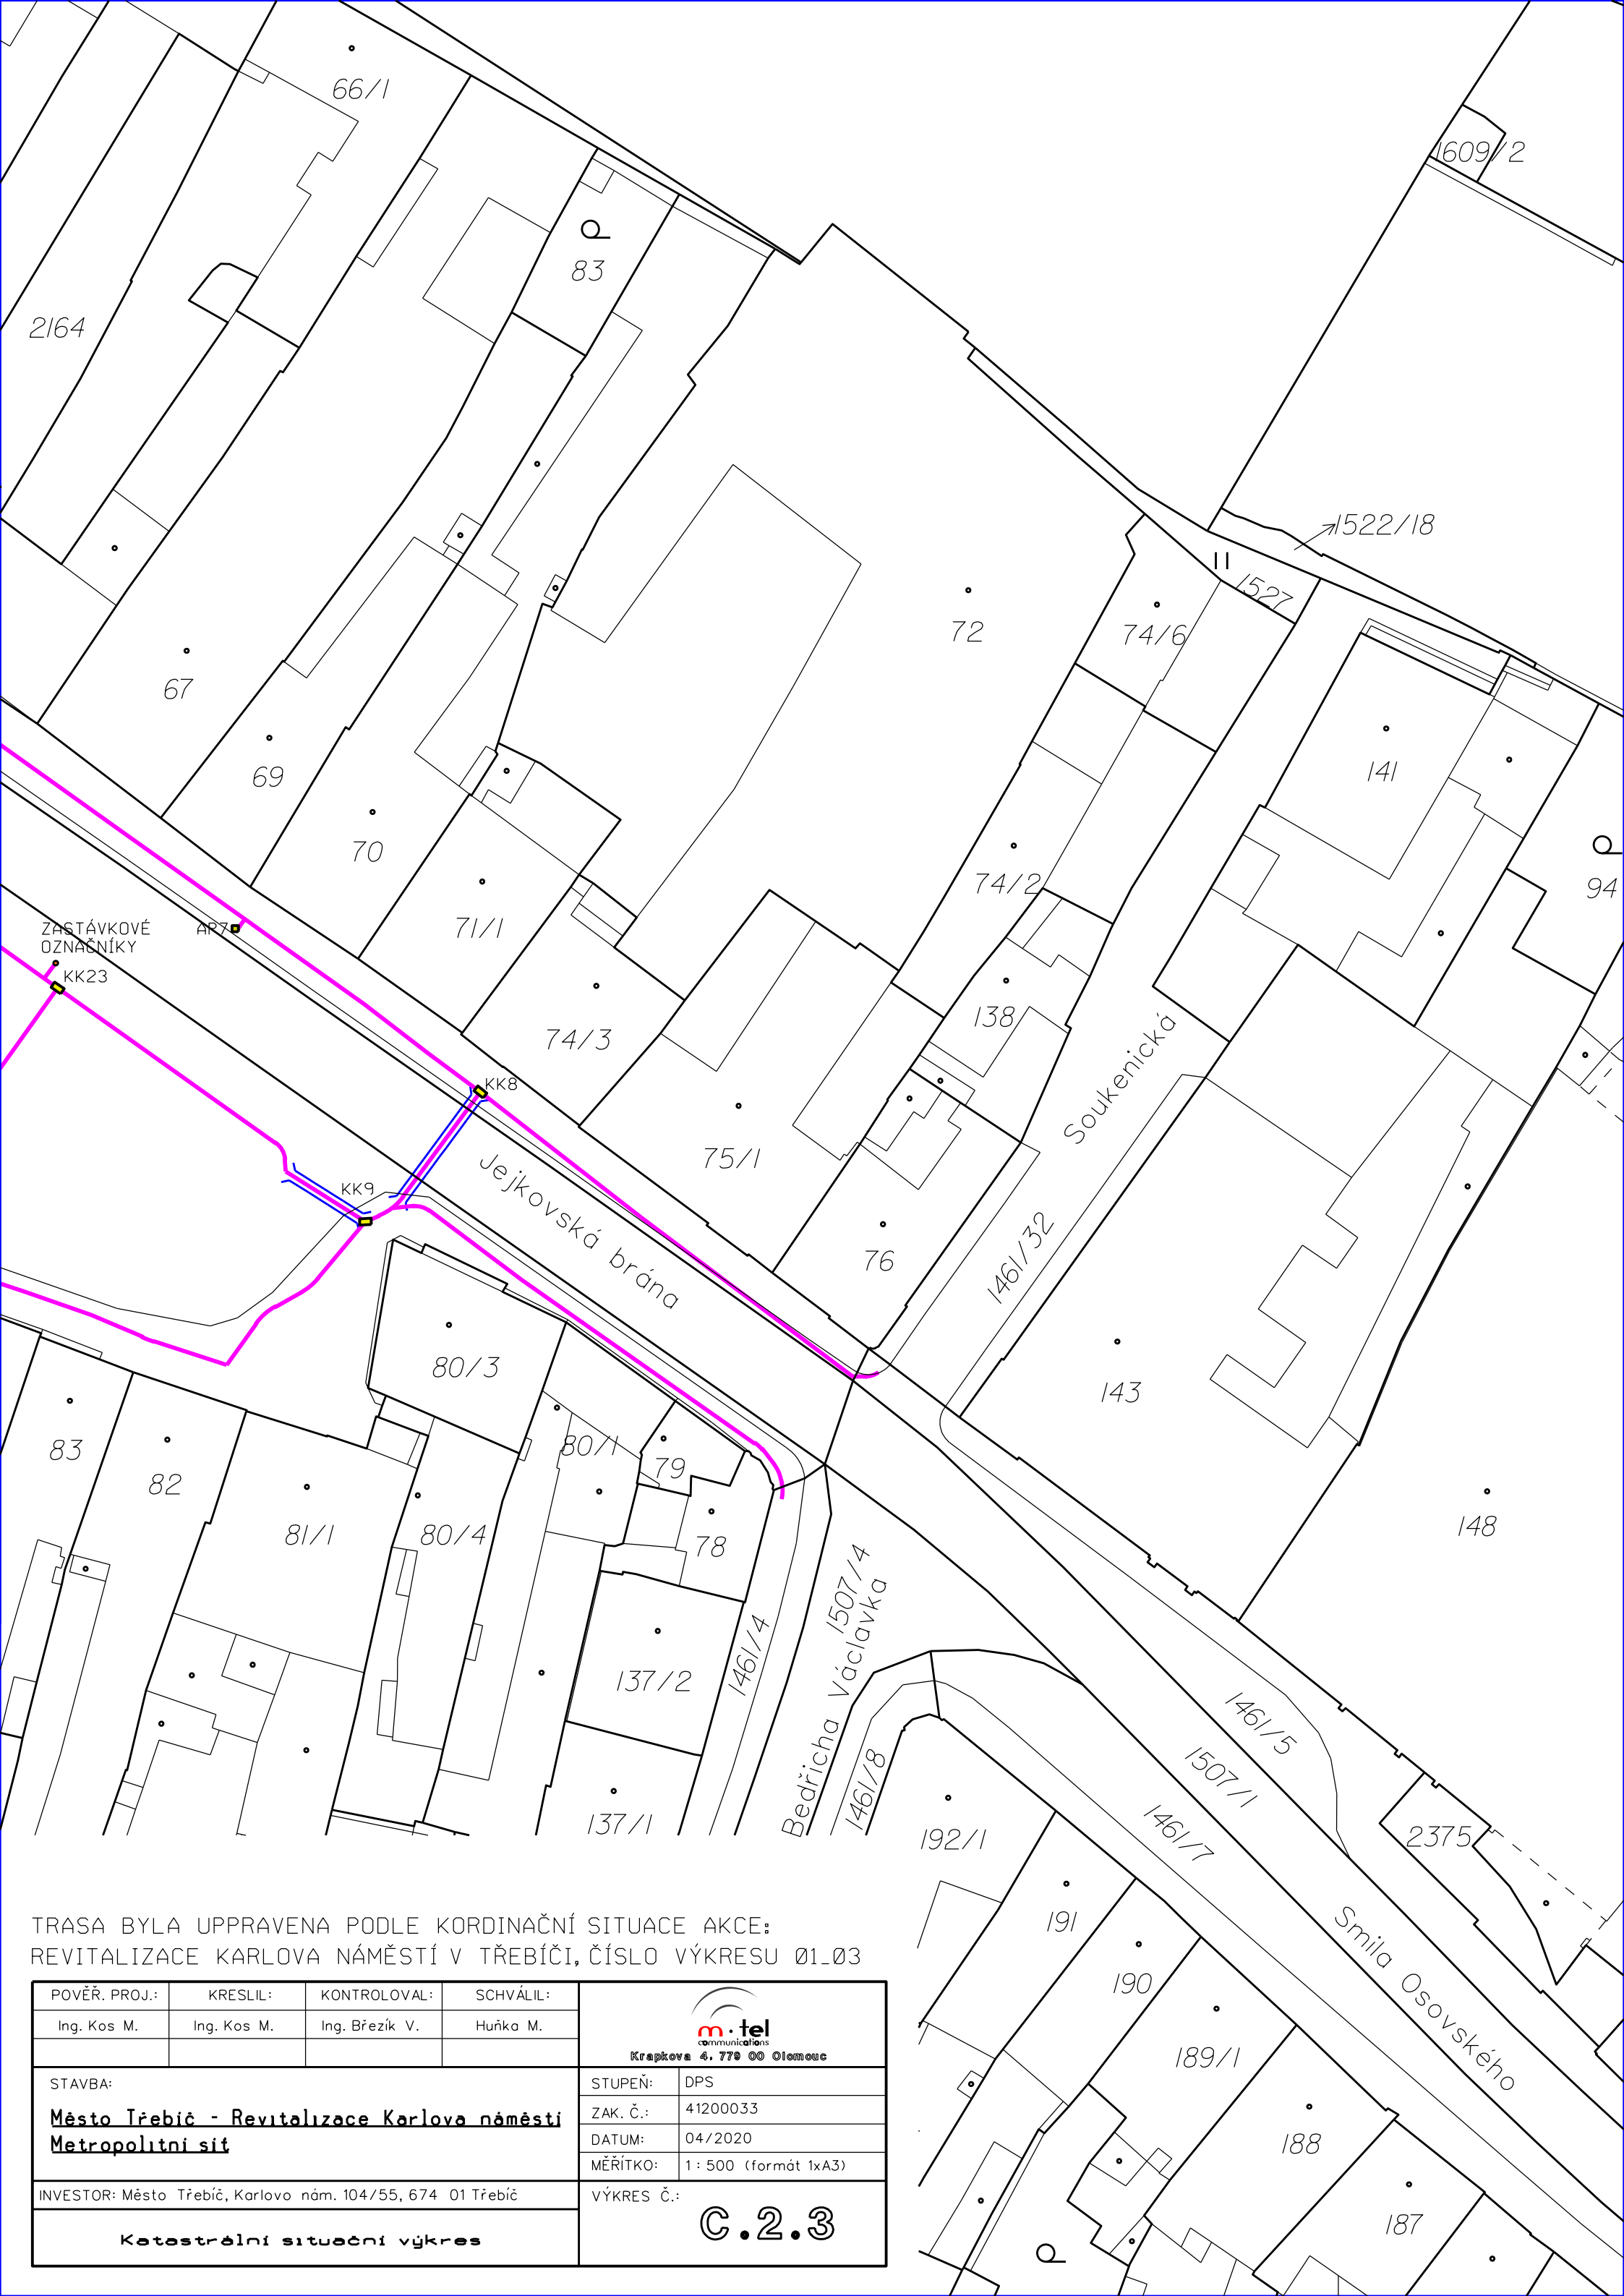 66/1
1609/2
83
2164
1522/18
1527
72
74/6
67
69
141
70
74/2
94
71/1
ZASTÁVKOVÉ
OZNAČNÍKY
AP7
KK23
138
74/3
Soukenická
KK8
75/1
Jejkovská brána
KK9
76
1461/32
80/3
143
83
82
80/1
79
81/1
80/4
78
148
1507/4
Bedřicha Václavka
137/2
1461/4
1461/5
1507/1
1461/8
137/1
192/1
1461/7
2375
191
Smila Osovského
190
189/1
188
187
TRASA BYLA UPPRAVENA PODLE KORDINAČNÍ SITUACE AKCE:
REVITALIZACE KARLOVA NÁMĚSTÍ V TŘEBÍČI, ČÍSLO VÝKRESU 01_03
POVĚŘ. PROJ.: KRESLIL: KONTROLOVAL: SCHVÁLIL:
Ing. Kos M. Ing. Kos M. Ing. Březík V. Huňka M.
m·tel
communications
Krapkova 4, 779 00 Olomouc
STAVBA:
Město Třebíč - Revitalizace Karlova náměstí
Metropolitní síť
STUPEŇ: DPS
ZAK. Č.: 41200033
DATUM: 04/2020
MĚŘÍTKO: 1 : 500 (formát 1xA3)
INVESTOR: Město Třebíč, Karlovo nám. 104/55, 674 01 Třebíč
VÝKRES Č.:
C.2.3
Katastrální situační výkres